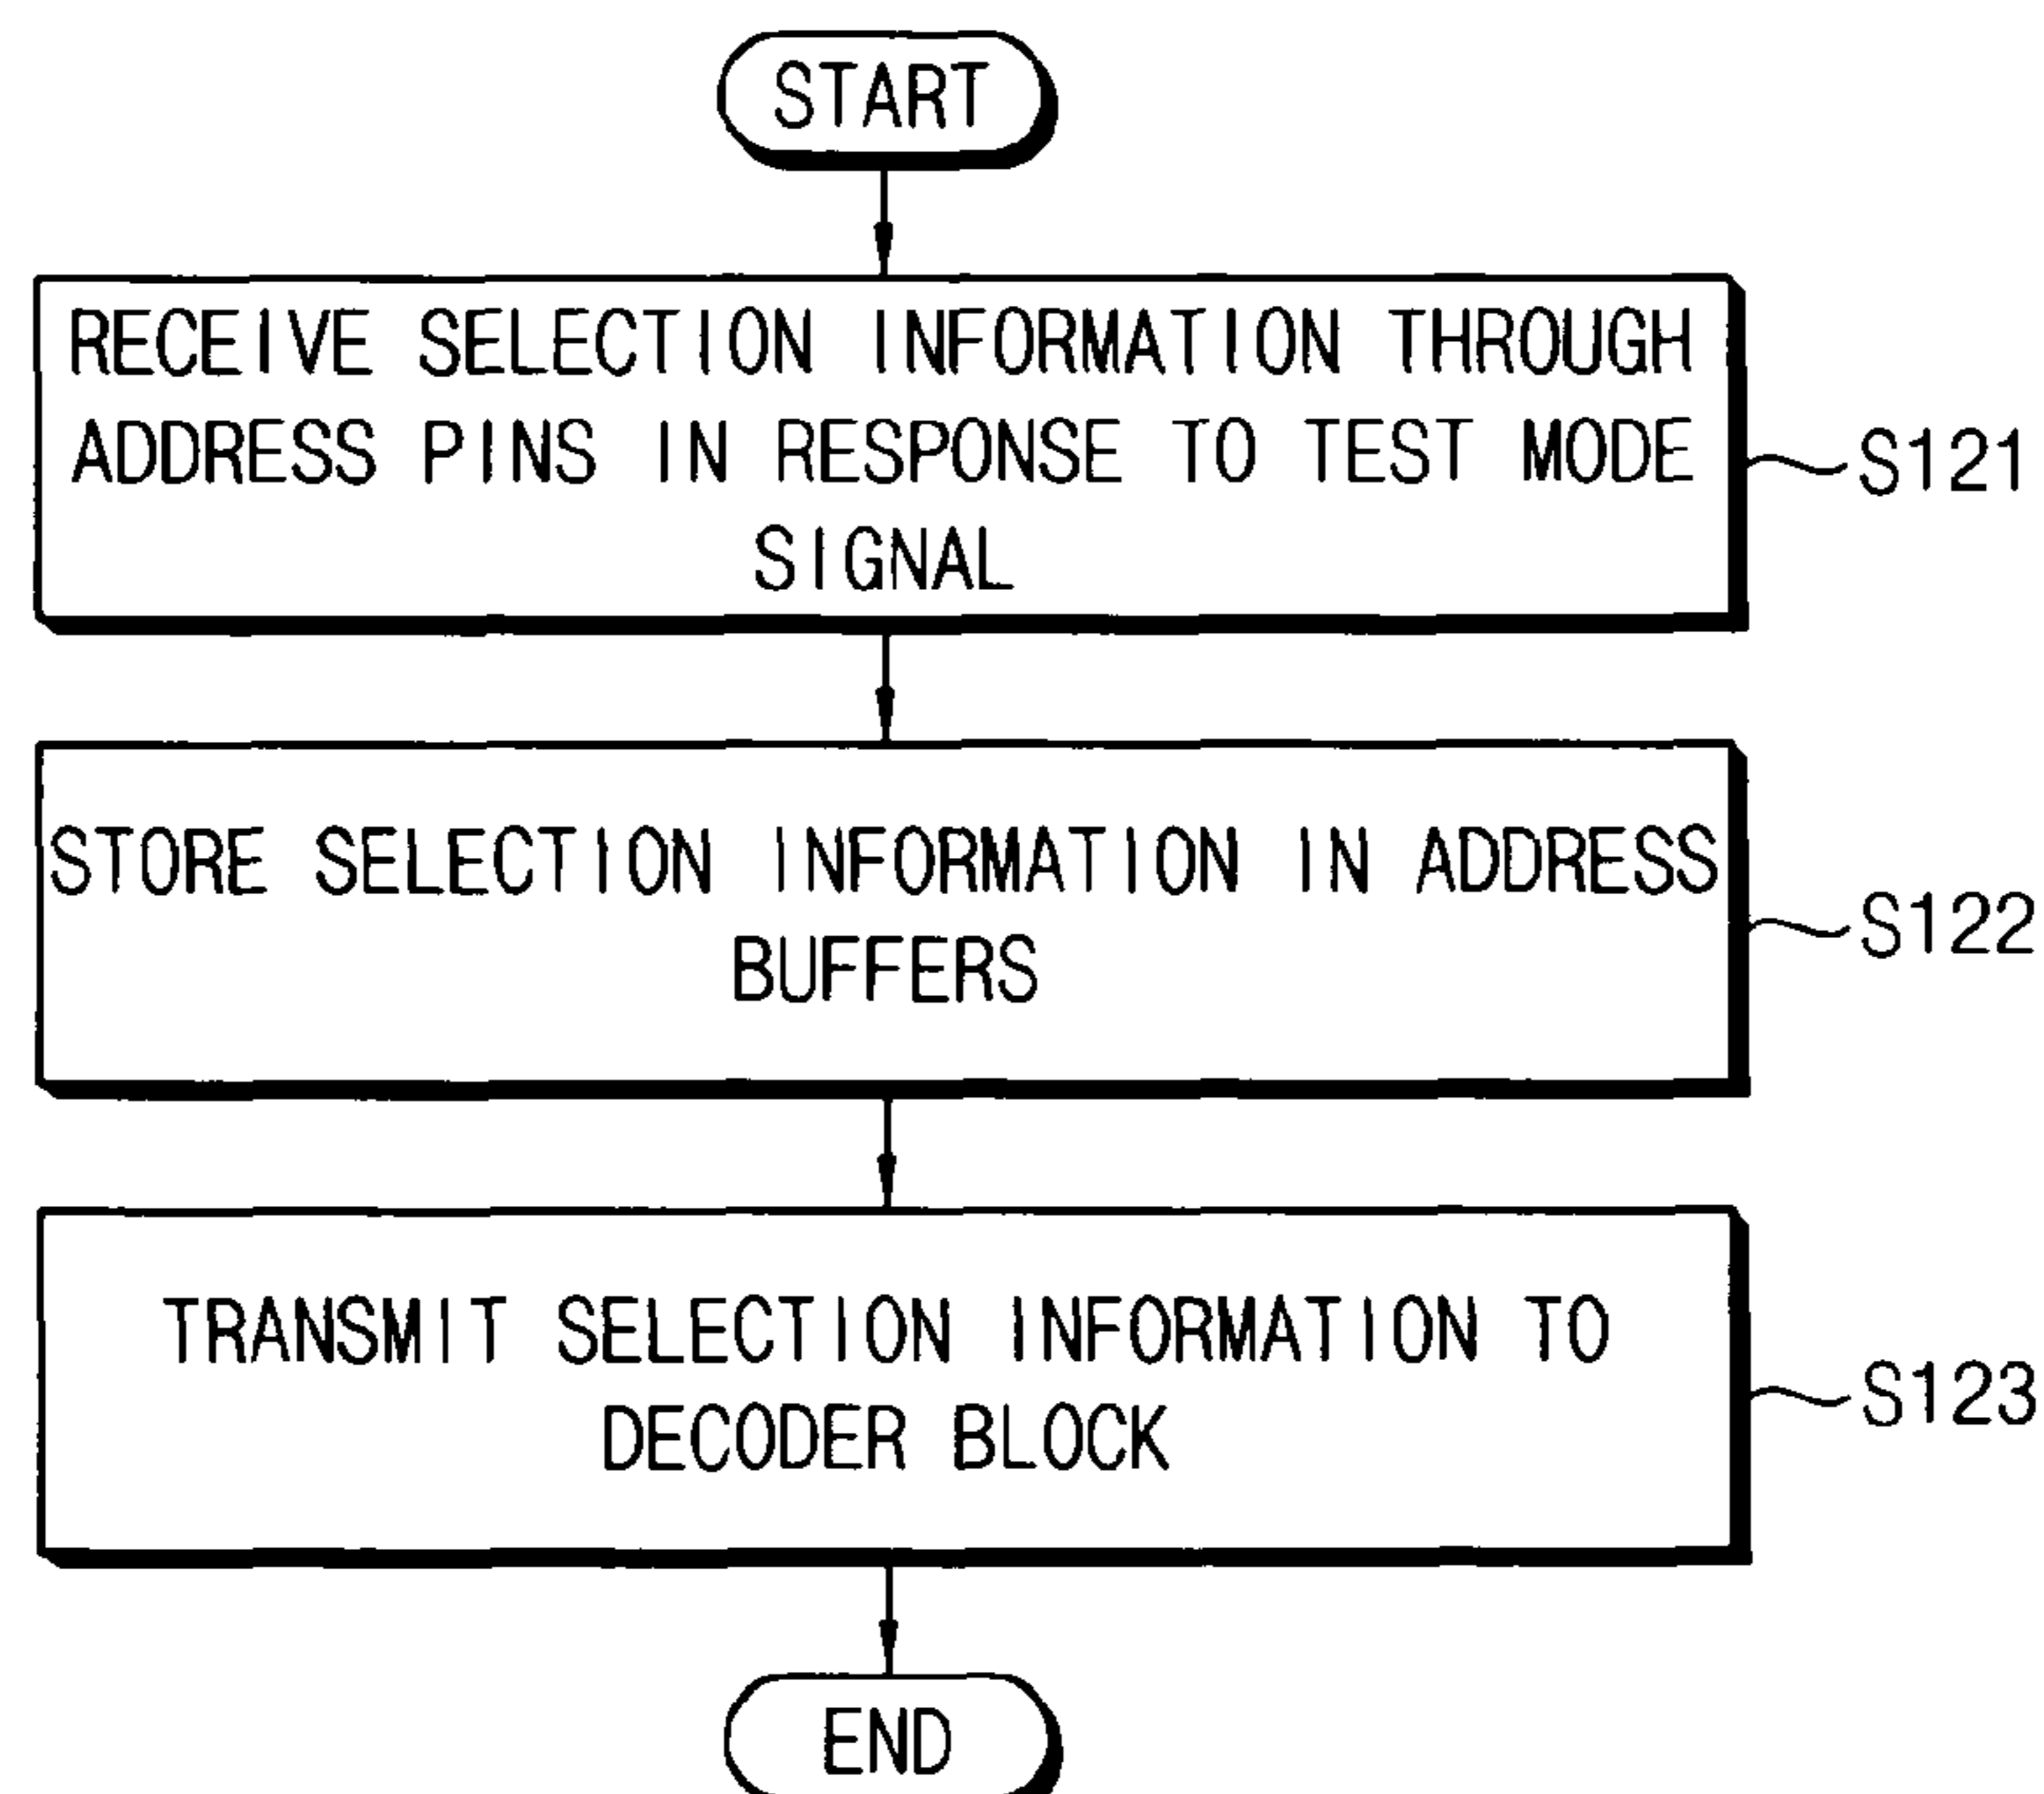 START
RECEIVE SELECTION INFORMATION THROUGH
ADDRESS PINS IN RESPONSE TO TEST MODE
SIGNAL
S121
STORE SELECTION INFORMATION IN ADDRESS
BUFFERS
S122
TRANSMIT SELECTION INFORMATION TO
DECODER BLOCK
S123
END